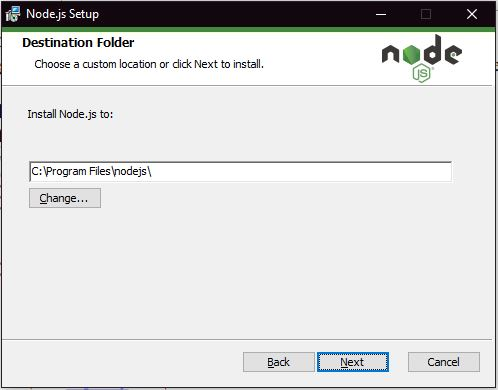 Node.js Setup
Destination Folder
Choose a custom location or click Next to install.
node
JS
Install Node.js to:
C:\Program Files\nodejs\
Change...
Back
Next
Cancel